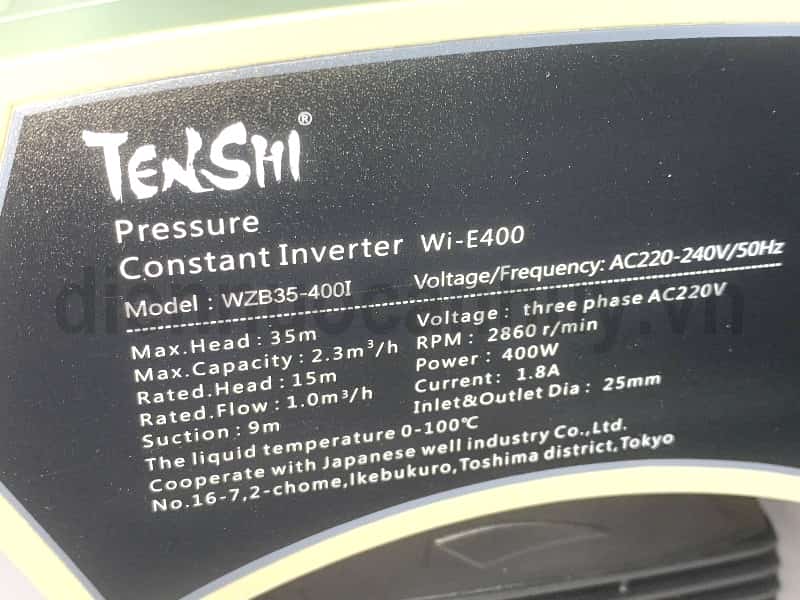 TENSHI®
Pressure
Constant Inverter Wi-E400
Model : WZB35-400I
Voltage/Frequency: AC220-240V/50Hz
Max.Head : 35m
Max.Capacity : 2.3m³/h
Rated.Head : 15m
Rated.Flow : 1.0m³/h
Suction : 9m
Voltage : three phase AC220V
RPM : 2860 r/min
Power : 400W
Current : 1.8A
Inlet&Outlet Dia : 25mm
The liquid temperature 0-100℃
Cooperate with Japanese well industry Co.,Ltd.
No.16-7,2-chome,Ikebukuro,Toshima district,Tokyo